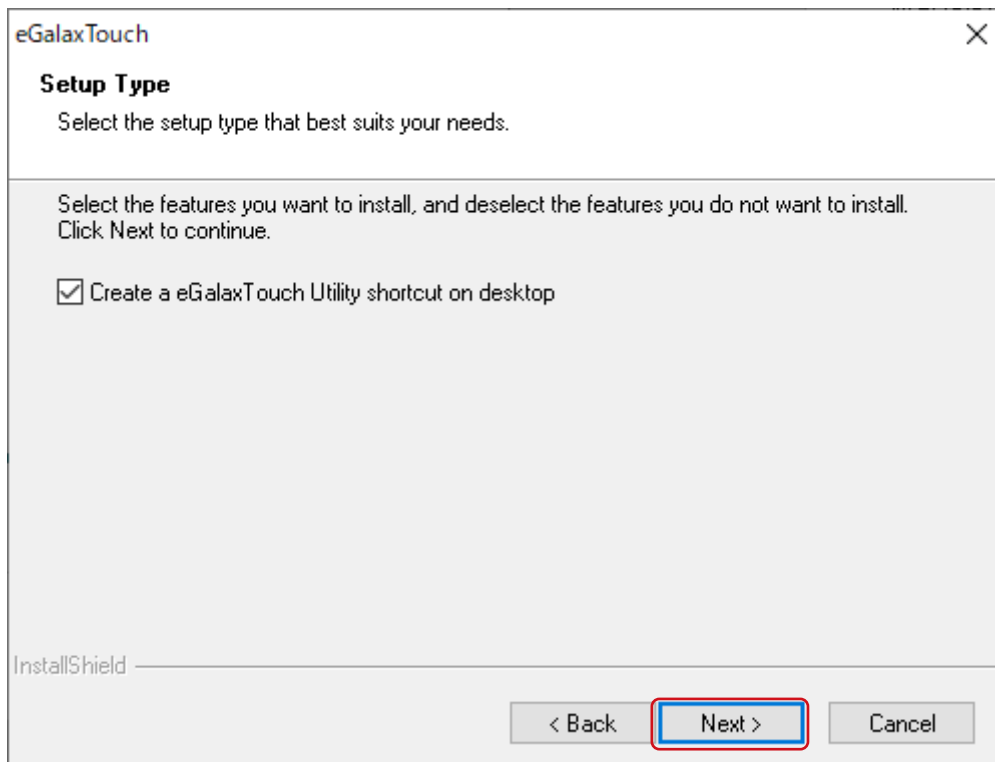 eGalaxTouch
Setup Type
Select the setup type that best suits your needs.
Select the features you want to install, and deselect the features you do not want to install.
Click Next to continue.
Create a eGalaxTouch Utility shortcut on desktop
InstallShield
< Back
Next >
Cancel